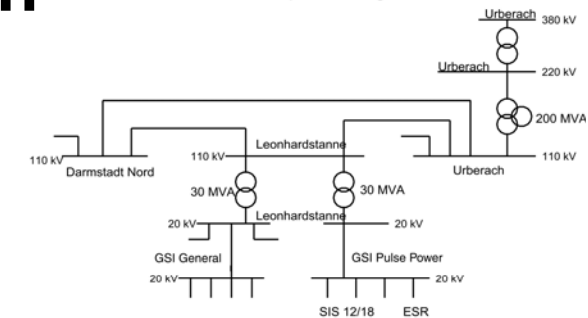 Urberach
380 kV
Urberach
220 kV
200 MVA
Leonhardstanne
110 kV
Darmstadt Nord
110 kV
110 kV
Urberach
30 MVA
30 MVA
Leonhardstanne
20 kV
20 kV
GSI General
GSI Pulse Power
20 kV
20 kV
SIS 12/18
ESR